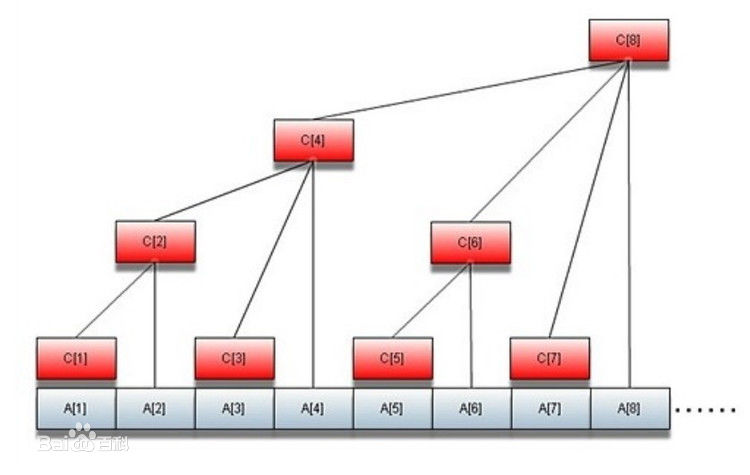 C[8]
C[4]
C[2] C[6]
C[1] C[3] C[5] C[7]
A[1] A[2] A[3] A[4] A[5] A[6] A[7] A[8] ······
Bai百科